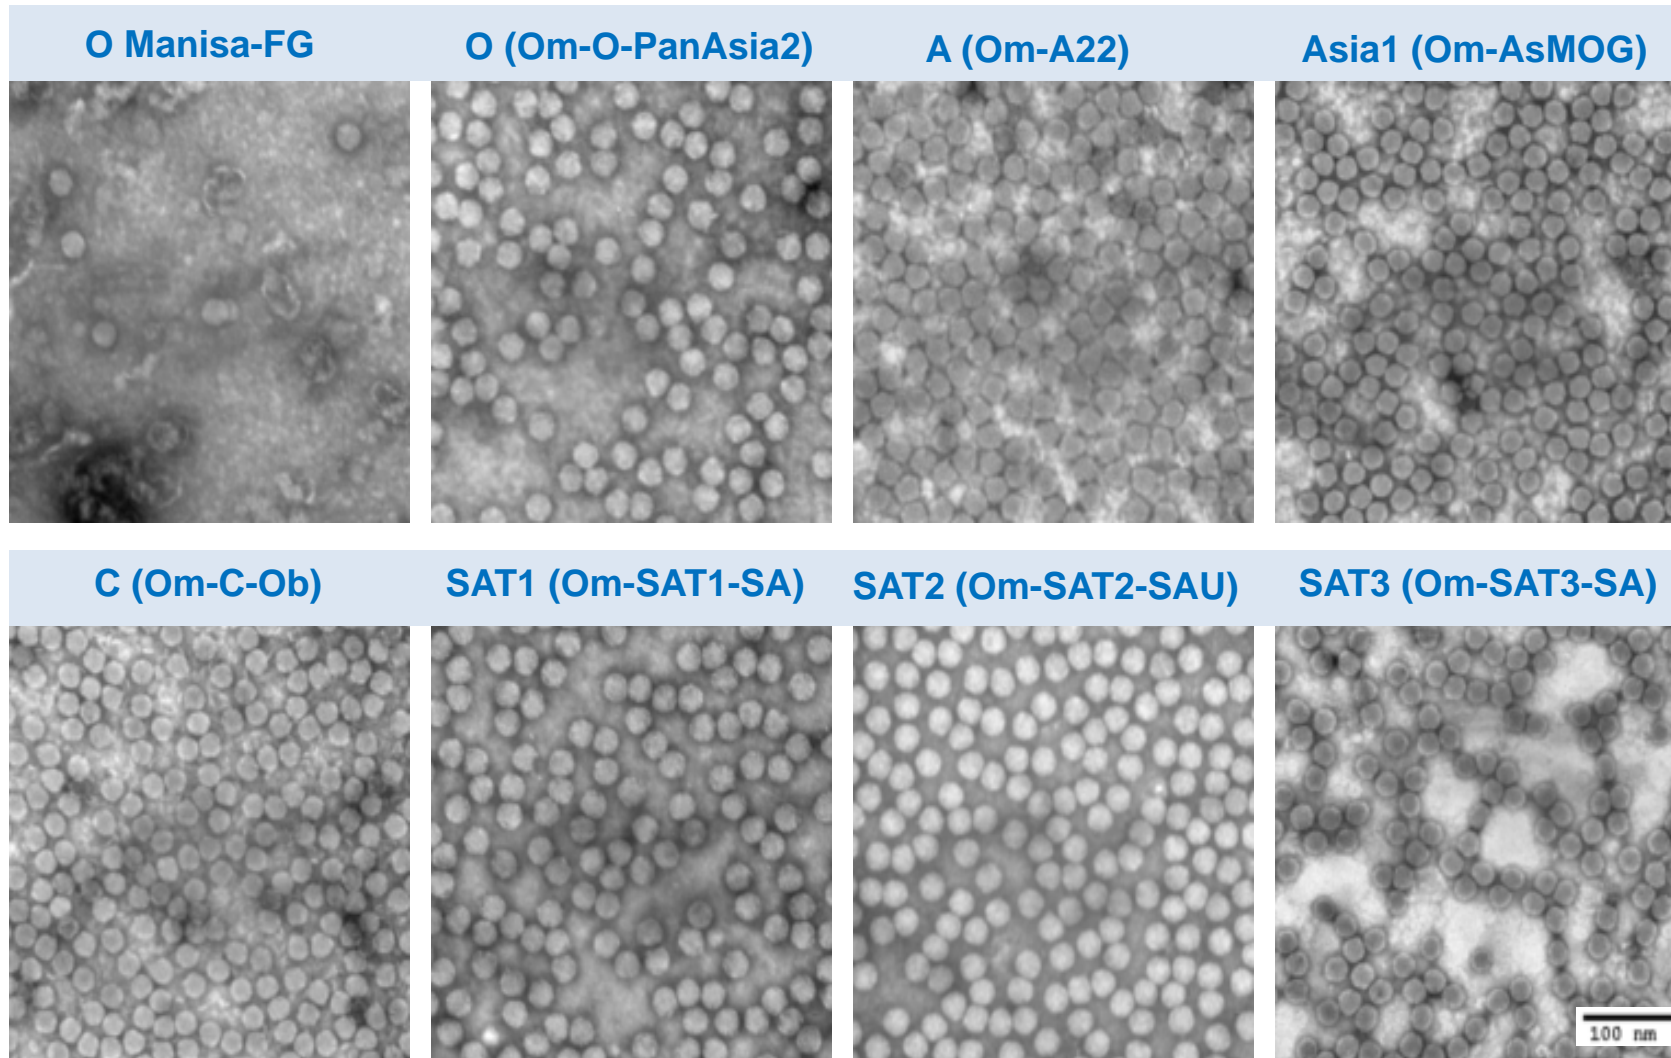 O Manisa-FG
O (Om-O-PanAsia2)
A (Om-A22)
Asia1 (Om-AsMOG)
C (Om-C-Ob)
SAT1 (Om-SAT1-SA)
SAT2 (Om-SAT2-SAU)
SAT3 (Om-SAT3-SA)
100 nm